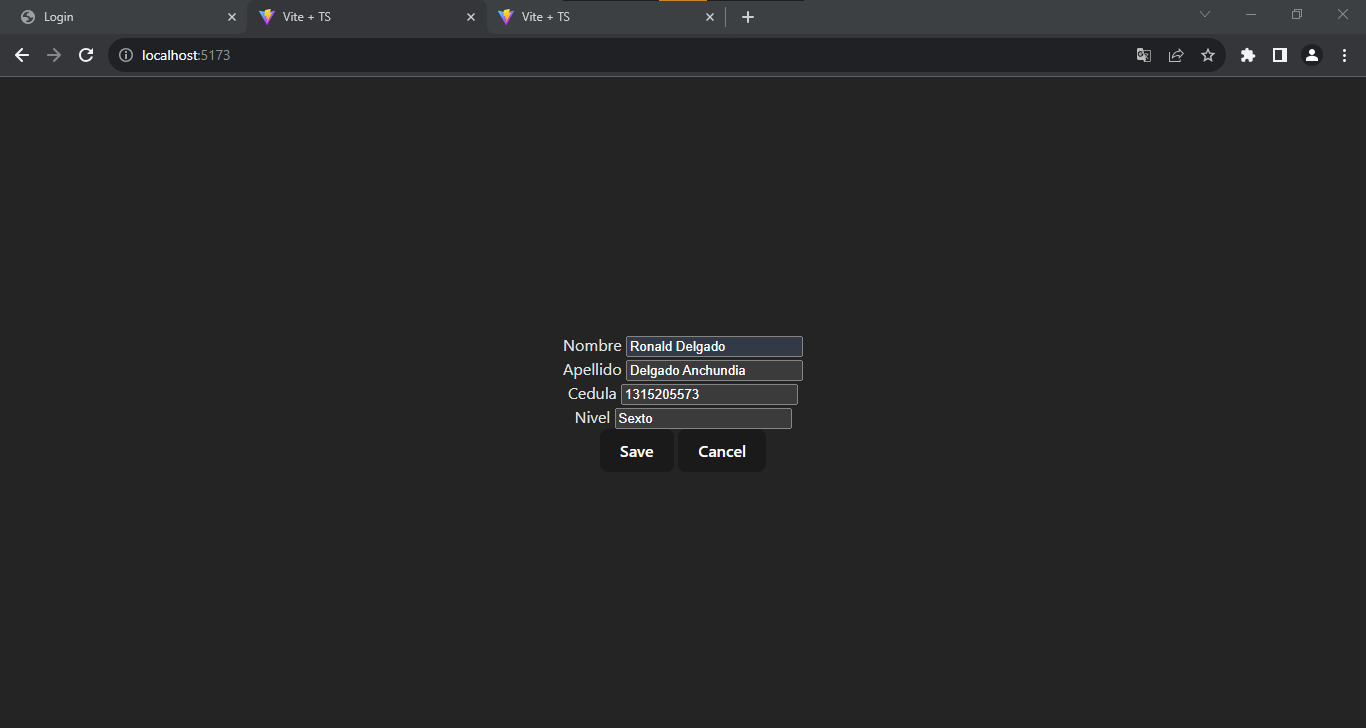 Login
Vite + TS
Vite + TS
localhost:5173
Nombre Ronald Delgado
Apellido Delgado Anchundia
Cedula 1315205573
Nivel Sexto
Save Cancel